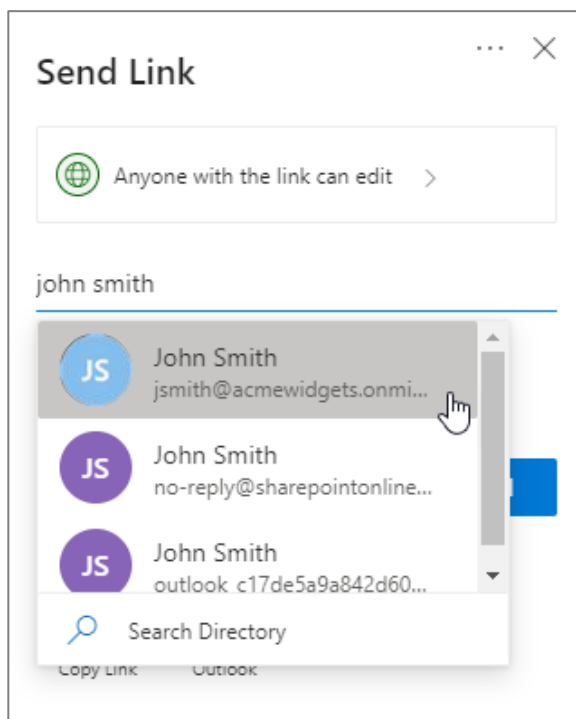 Send Link
Anyone with the link can edit
john smith
JS
John Smith
jsmith@acmewidgets.onmi...
JS
John Smith
no-reply@sharepointonline...
JS
John Smith
outlook_c17de5a9a842d60...
Search Directory
Copy Link Outlook